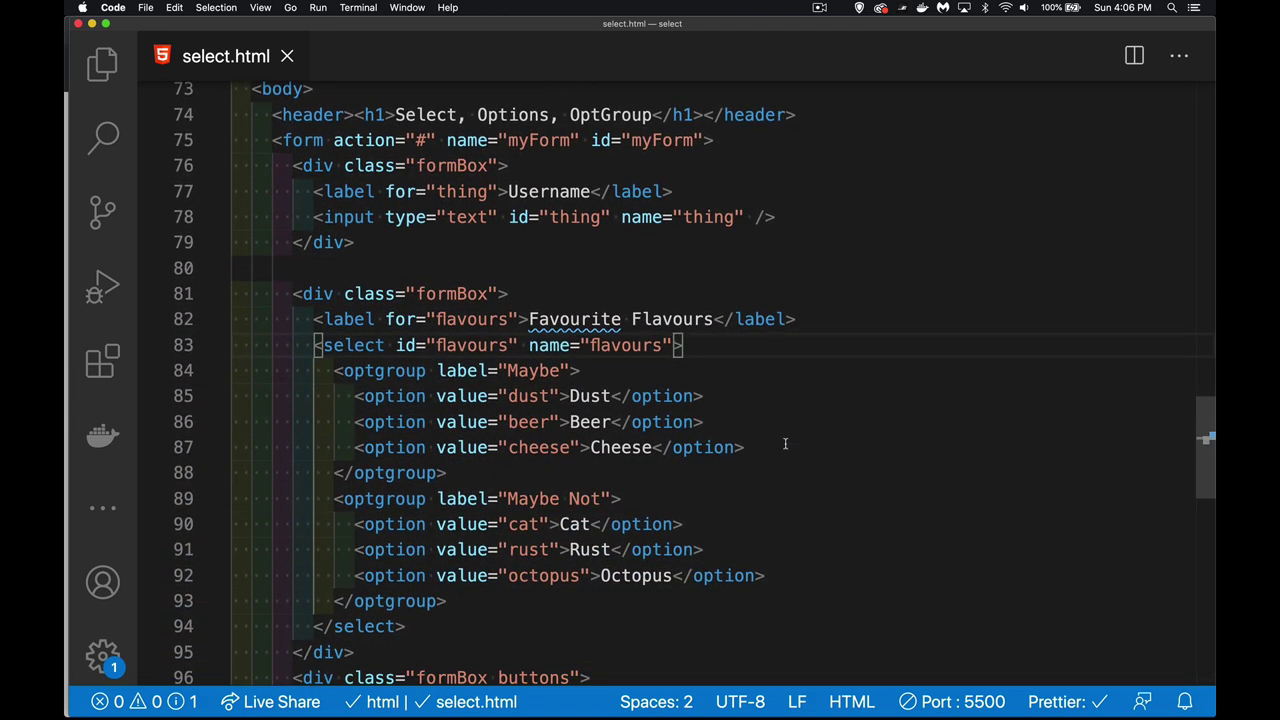 Code File Edit Selection View Go Run Terminal Window Help 100% Sun 4:06 PM
select.html — select
select.html
73 <body>
74 <header><h1>Select, Options, OptGroup</h1></header>
75 <form action="#" name="myForm" id="myForm">
76 <div class="formBox">
77 <label for="thing">Username</label>
78 <input type="text" id="thing" name="thing" />
79 </div>
80
81 <div class="formBox">
82 <label for="flavours">Favourite Flavours</label>
83 <select id="flavours" name="flavours">
84 <optgroup label="Maybe">
85 <option value="dust">Dust</option>
86 <option value="beer">Beer</option>
87 <option value="cheese">Cheese</option>
88 </optgroup>
89 <optgroup label="Maybe Not">
90 <option value="cat">Cat</option>
91 <option value="rust">Rust</option>
92 <option value="octopus">Octopus</option>
93 </optgroup>
94 </select>
95 </div>
96 <div class="formBox buttons">
1
0 0 1 Live Share html | select.html Spaces: 2 UTF-8 LF HTML Port : 5500 Prettier: